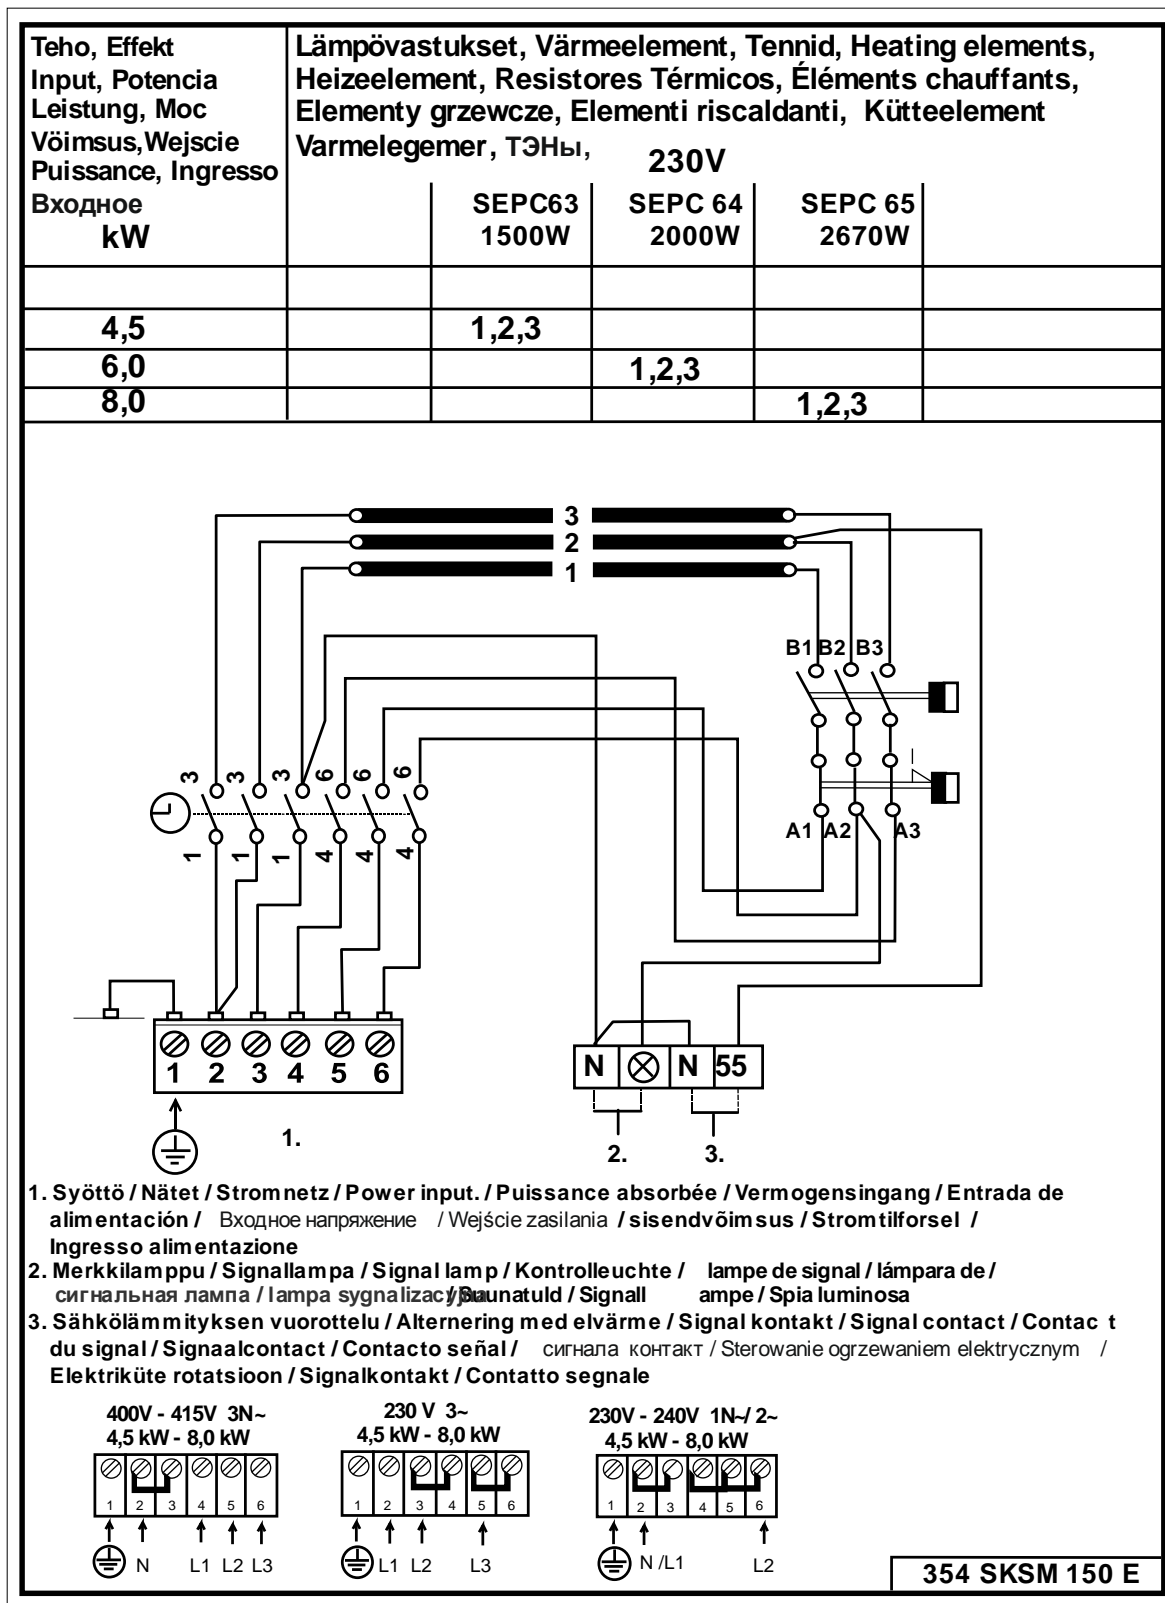 Teho, Effekt
Input, Potencia
Leistung, Moc
Vöimsus,Wejscie
Puissance, Ingresso
Входное
kW
Lämpövastukset, Värmeelement, Tennid, Heating elements,
Heizeelement, Resistores Térmicos, Éléments chauffants,
Elementy grzewcze, Elementi riscaldanti, Kütteelement
Varmelegemer, ТЭНы,
230V
SEPC63 SEPC 64 SEPC 65
1500W 2000W 2670W
4,5 1,2,3
6,0 1,2,3
8,0 1,2,3
3
2
1
B1 B2 B3
3 3 3 6 6 6
A1 A2 A3
1 1 1 4 4 4
1 2 3 4 5 6
N N 55
1.
2. 3.
1. Syöttö / Nätet / Stromnetz / Power input. / Puissance absorbée / Vermogensingang / Entrada de
alimentación / Входное напряжение / Wejście zasilania / sisendvõimsus / Stromtilforsel /
Ingresso alimentazione
2. Merkkilamppu / Signallampa / Signal lamp / Kontrolleuchte / lampe de signal / lámpara de /
сигнальная лампа / lampa sygnalizacyjna /Suunatuld / Signall ampe / Spia luminosa
3. Sähkölämmityksen vuorottelu / Alternering med elvärme / Signal kontakt / Signal contact / Contac t
du signal / Signaalcontact / Contacto señal / сигнала контакт / Sterowanie ogrzewaniem elektrycznym /
Elektriküte rotatsioon / Signalkontakt / Contatto segnale
400V - 415V 3N~
4,5 kW - 8,0 kW
1 2 3 4 5 6
N L1 L2 L3
230 V 3~
4,5 kW - 8,0 kW
1 2 3 4 5 6
L1 L2 L3
230V - 240V 1N~/ 2~
4,5 kW - 8,0 kW
1 2 3 4 5 6
N /L1 L2
354 SKSM 150 E